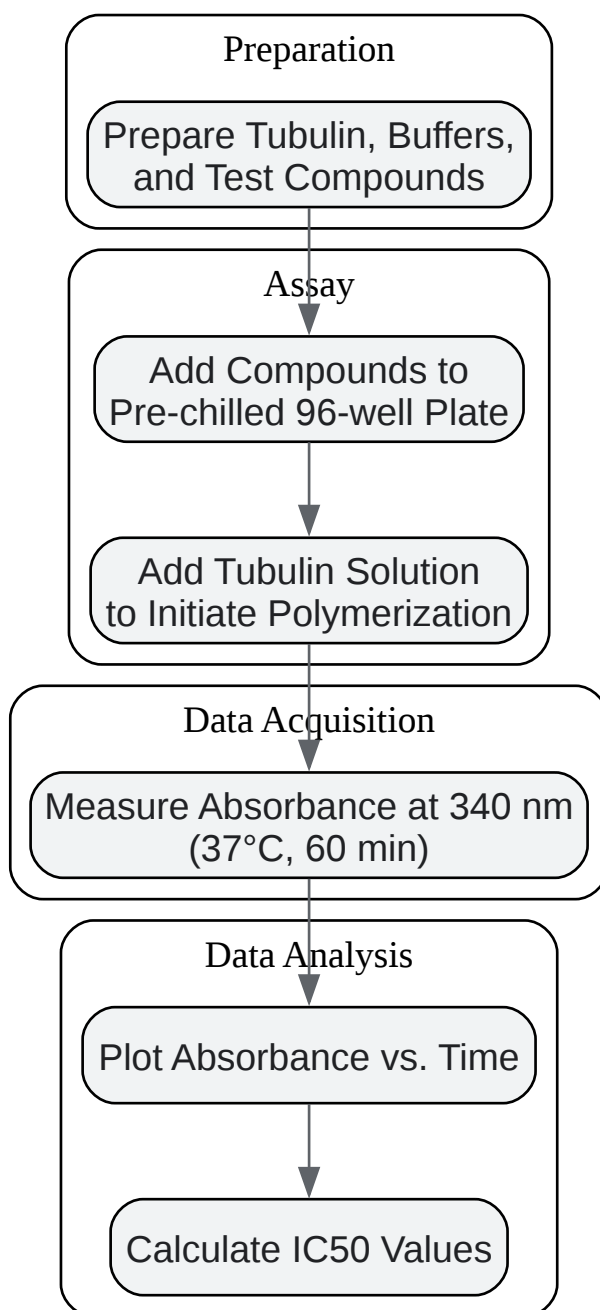 Preparation
Prepare Tubulin, Buffers,
and Test Compounds
Assay
Add Compounds to
Pre-chilled 96-well Plate
Add Tubulin Solution
to Initiate Polymerization
Data Acquisition
Measure Absorbance at 340 nm
(37°C, 60 min)
Data Analysis
Plot Absorbance vs. Time
Calculate IC50 Values